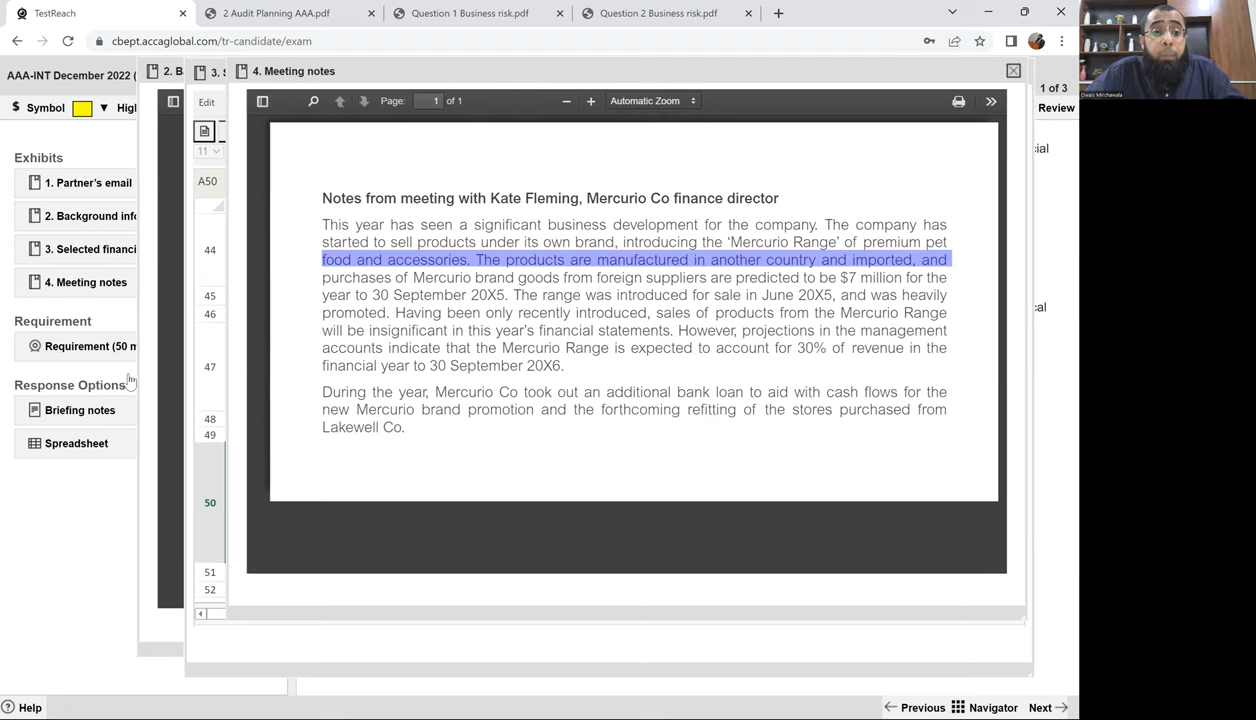 TestReach
2 Audit Planning AAA.pdf
Question 1 Business risk.pdf
Question 2 Business risk.pdf
cbept.accaglobal.com/tr-candidate/exam
AAA-INT December 2022 (
2. B
3. S
4. Meeting notes
1 of 3
$ Symbol
High
Edit
Page: 1 of 1
Automatic Zoom
Review
11
A50
Exhibits
1. Partner's email
2. Background info
3. Selected financi
4. Meeting notes
Requirement
Requirement (50 m
Response Options
Briefing notes
Spreadsheet
44
45
46
47
48
49
50
51
52
Notes from meeting with Kate Fleming, Mercurio Co finance director
This year has seen a significant business development for the company. The company has
started to sell products under its own brand, introducing the 'Mercurio Range' of premium pet
food and accessories. The products are manufactured in another country and imported, and
purchases of Mercurio brand goods from foreign suppliers are predicted to be $7 million for the
year to 30 September 20X5. The range was introduced for sale in June 20X5, and was heavily
promoted. Having been only recently introduced, sales of products from the Mercurio Range
will be insignificant in this year's financial statements. However, projections in the management
accounts indicate that the Mercurio Range is expected to account for 30% of revenue in the
financial year to 30 September 20X6.
During the year, Mercurio Co took out an additional bank loan to aid with cash flows for the
new Mercurio brand promotion and the forthcoming refitting of the stores purchased from
Lakewell Co.
cial
cal
Owais Mirchawala
Help
Previous
Navigator
Next